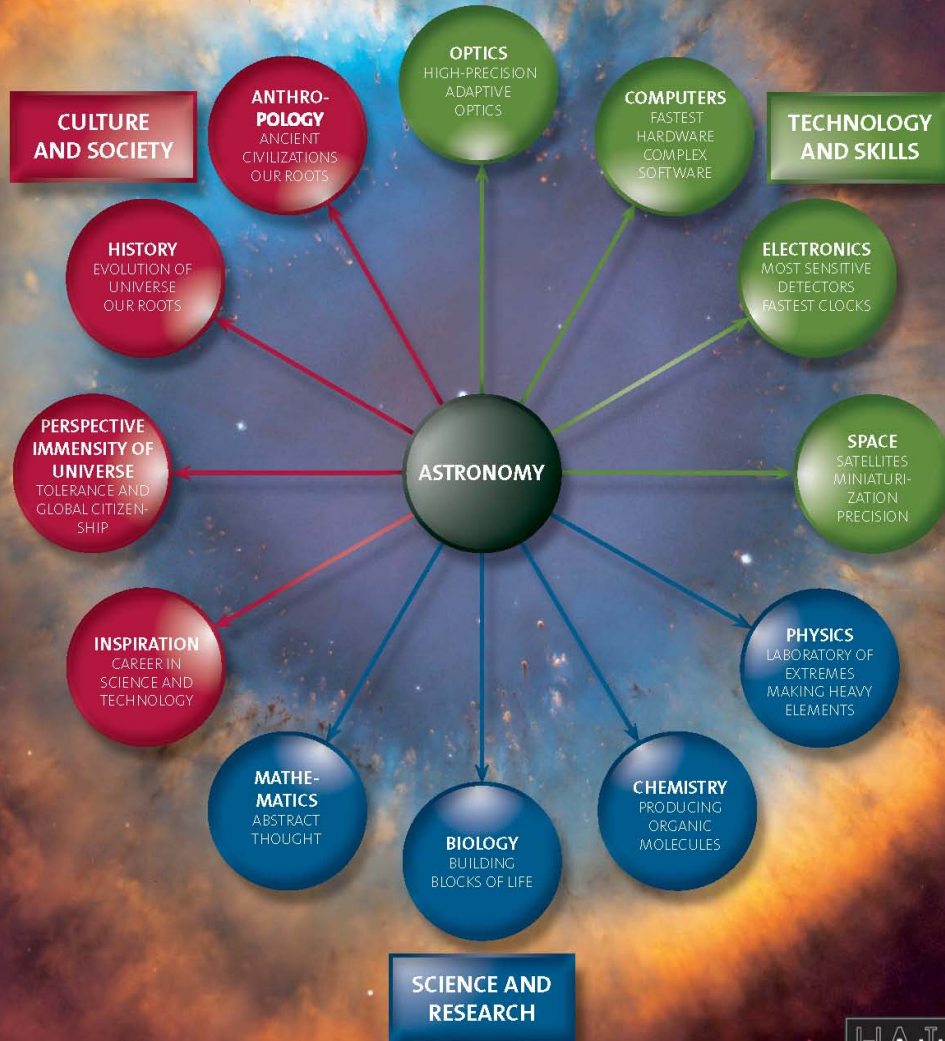 OPTICS
HIGH-PRECISION
ADAPTIVE
OPTICS
ANTHRO-
POLOGY
ANCIENT
CIVILIZATIONS
OUR ROOTS
COMPUTERS
FASTEST
HARDWARE
COMPLEX
SOFTWARE
CULTURE
AND SOCIETY
TECHNOLOGY
AND SKILLS
HISTORY
EVOLUTION OF
UNIVERSE
OUR ROOTS
ELECTRONICS
MOST SENSITIVE
DETECTORS
FASTEST CLOCKS
PERSPECTIVE
IMMENSITY OF
UNIVERSE
TOLERANCE AND
GLOBAL CITIZEN-
SHIP
ASTRONOMY
SPACE
SATELLITES
MINIATURI-
ZATION
PRECISION
INSPIRATION
CAREER IN
SCIENCE AND
TECHNOLOGY
PHYSICS
LABORATORY OF
EXTREMES
MAKING HEAVY
ELEMENTS
MATHE-
MATICS
ABSTRACT
THOUGHT
BIOLOGY
BUILDING
BLOCKS OF LIFE
CHEMISTRY
PRODUCING
ORGANIC
MOLECULES
SCIENCE AND
RESEARCH